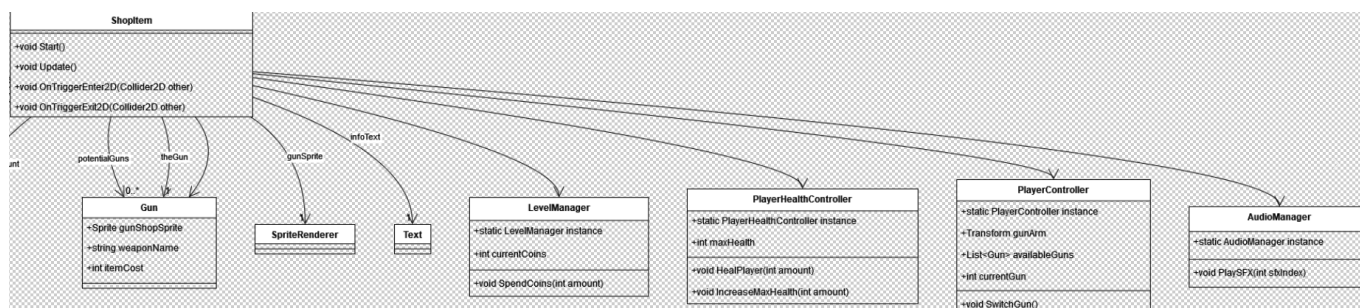 ShopItem
+void Start()
+void Update()
+void OnTriggerEnter2D(Collider2D other)
+void OnTriggerExit2D(Collider2D other)
unt
potentialGuns
theGun
gunSprite
infoText
0..*
1
1
Gun
+Sprite gunShopSprite
+string weaponName
+int itemCost
SpriteRenderer
Text
LevelManager
+static LevelManager instance
+int currentCoins
+void SpendCoins(int amount)
PlayerHealthController
+static PlayerHealthController instance
+int maxHealth
+void HealPlayer(int amount)
+void IncreaseMaxHealth(int amount)
PlayerController
+static PlayerController instance
+Transform gunArm
+List<Gun> availableGuns
+int currentGun
+void SwitchGun()
AudioManager
+static AudioManager instance
+void PlaySFX(int sfxIndex)